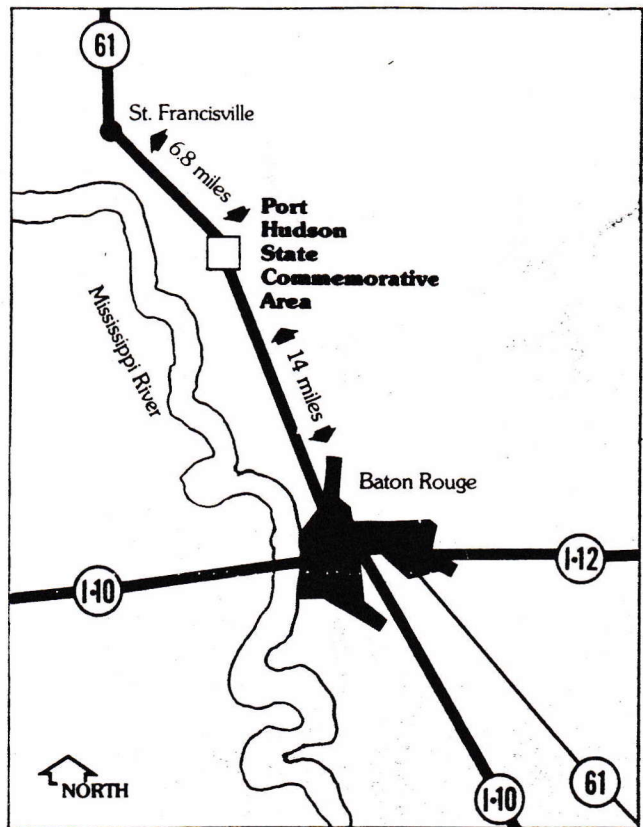 61
St. Francisville
6.8 miles
Port
Hudson
State
Commemorative
Area
Mississippi River
14 miles
Baton Rouge
I-10
I-12
NORTH
I-10
61